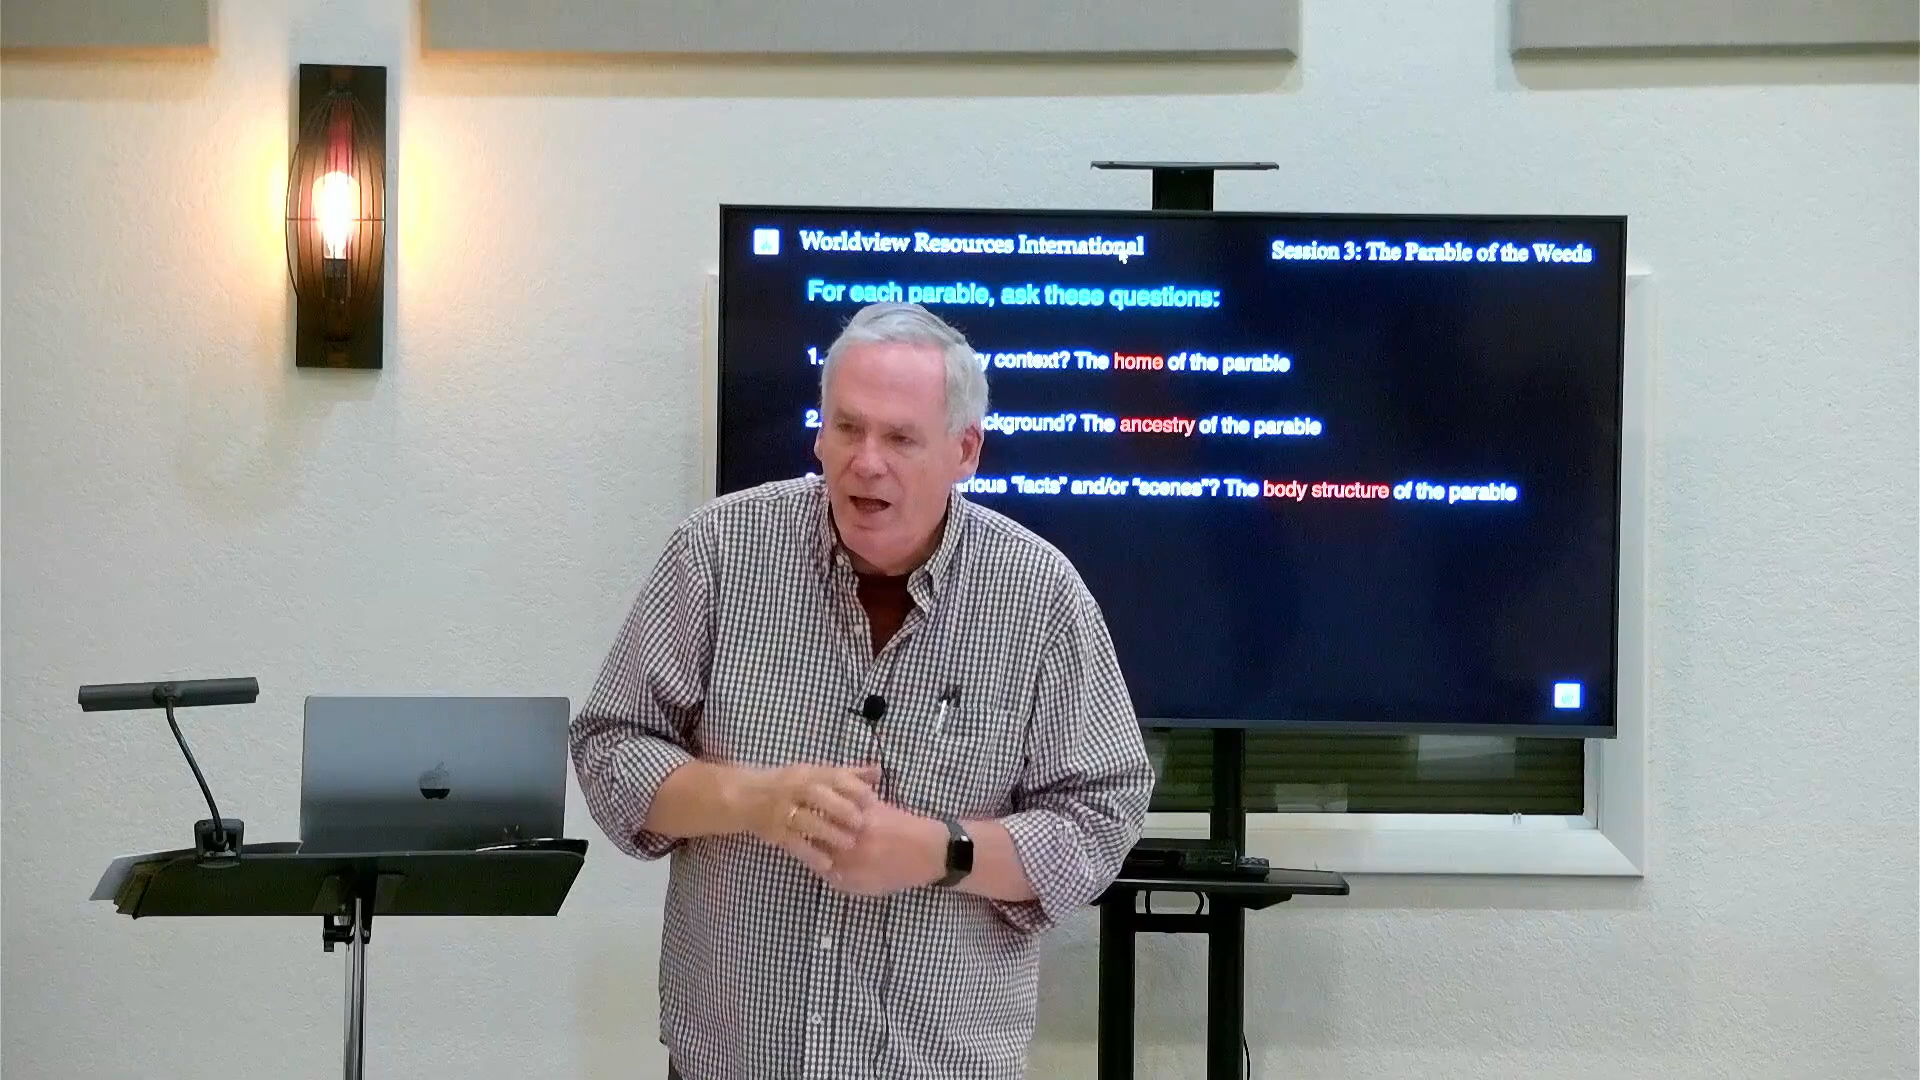 Worldview Resources International
Session 3: The Parable of the Weeds
For each parable, ask these questions:
1. context? The home of the parable
2. The ancestry of the parable
"facts" and/or "scenes"? The body structure of the parable